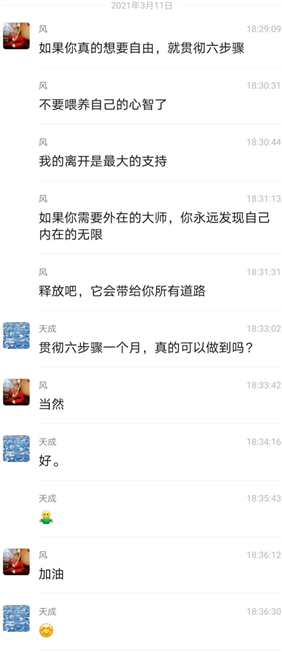 2021年3月11日
风 18:29:09
如果你真的想要自由，就贯彻六步骤
风 18:30:31
不要喂养自己的心智了
风 18:30:44
我的离开是最大的支持
风 18:31:13
如果你需要外在的大师，你永远发现自己
内在的无限
风 18:31:31
释放吧，它会带给你所有道路
天成 18:33:02
贯彻六步骤一个月，真的可以做到吗？
风 18:33:42
当然
天成 18:34:16
好。
天成 18:35:43
风 18:36:12
加油
天成 18:36:30